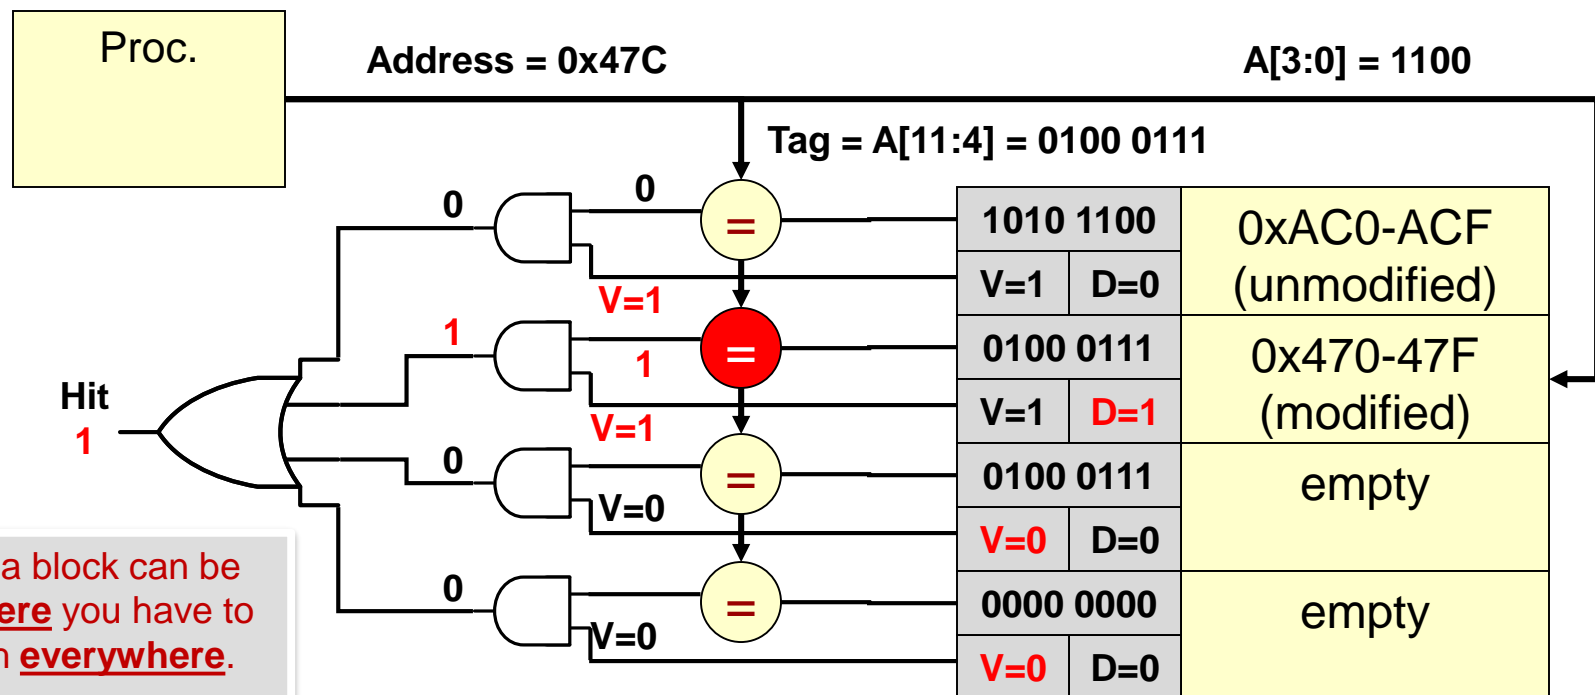 Proc.
Address = 0x47C
A[3:0] = 1100
Tag = A[11:4] = 0100 0111
0
0
=
1010 1100
0xAC0-ACF
(unmodified)
V=1
V=1
D=0
1
1
=
0100 0111
0x470-47F
(modified)
V=1
V=1
D=1
Hit
1
0
=
0100 0111
empty
V=0
V=0
D=0
0
=
0000 0000
empty
V=0
V=0
D=0
a block can be
ere you have to
n everywhere.